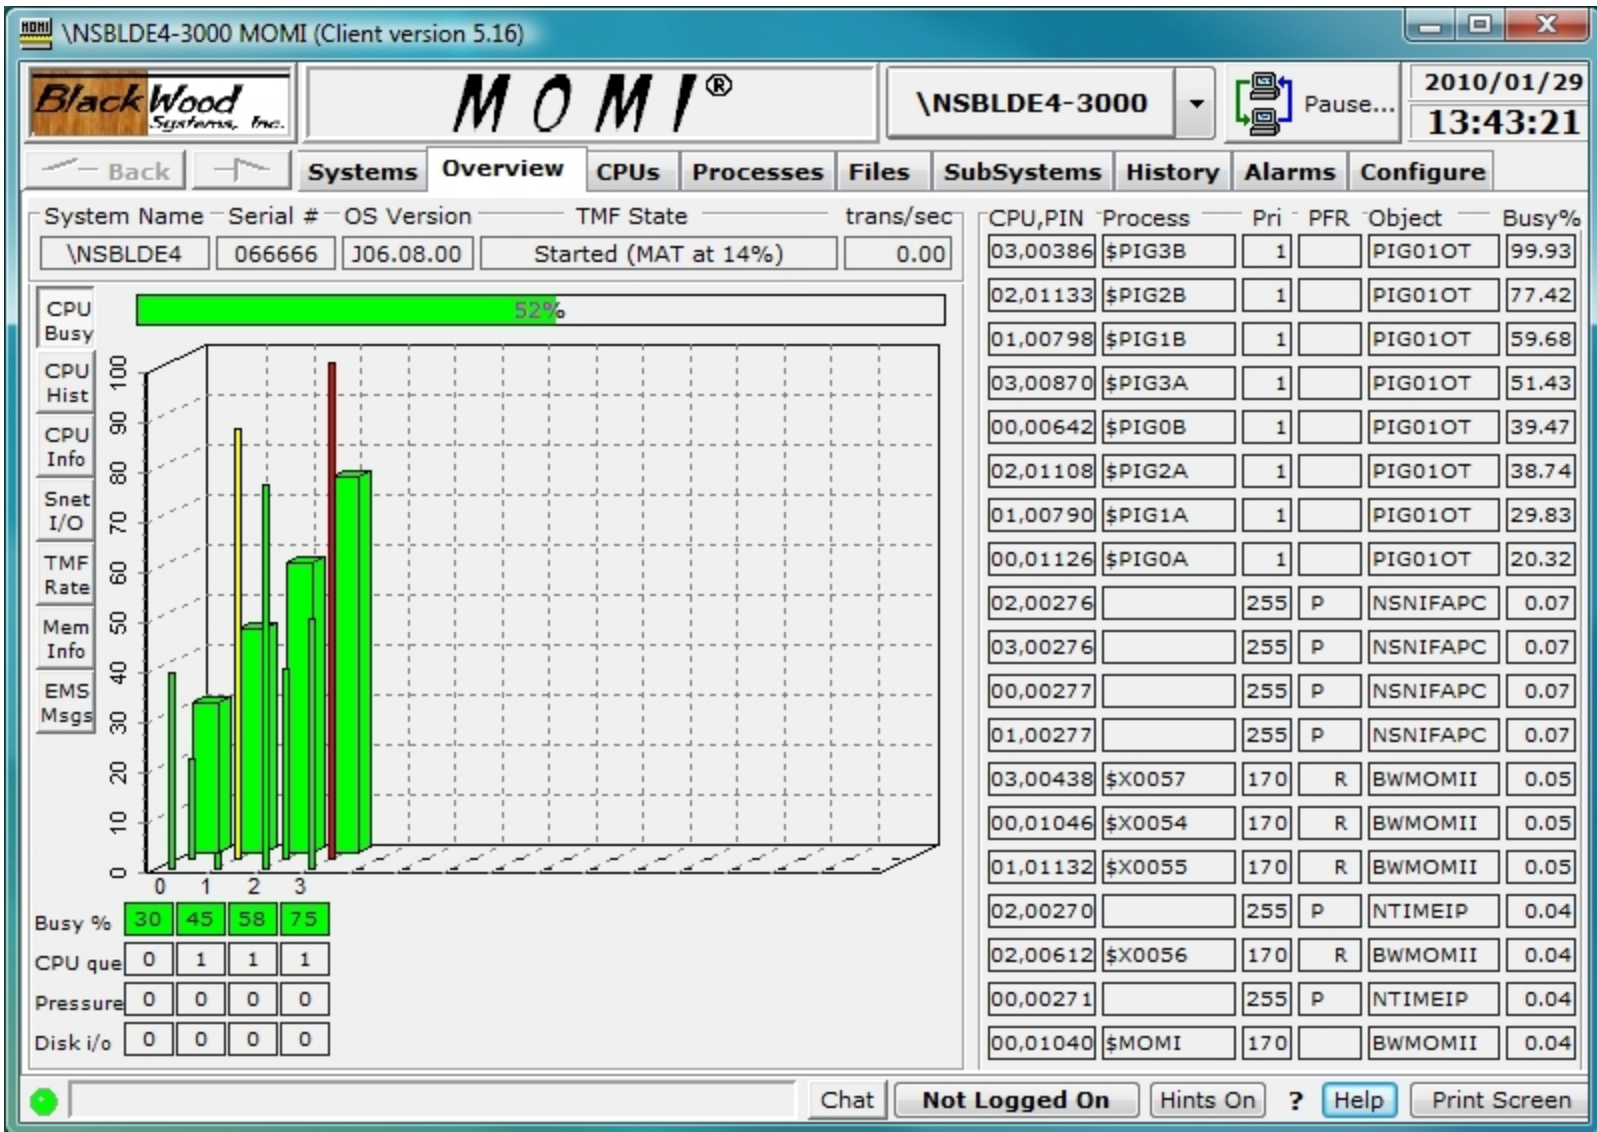 MOMI \NSBLDE4-3000 MOMI (Client version 5.16)
BlackWood Systems, Inc.
MOMI®
\NSBLDE4-3000
Pause...
2010/01/29
13:43:21
Back Systems Overview CPUs Processes Files SubSystems History Alarms Configure
System Name Serial # OS Version TMF State trans/sec
\NSBLDE4 066666 J06.08.00 Started (MAT at 14%) 0.00
CPU Busy
CPU Hist
CPU Info
Snet I/O
TMF Rate
Mem Info
EMS Msgs
52%
100
90
80
70
60
50
40
30
20
10
0
0 1 2 3
Busy % 30 45 58 75
CPU que 0 1 1 1
Pressure 0 0 0 0
Disk i/o 0 0 0 0
CPU,PIN Process Pri PFR Object Busy%
03,00386 $PIG3B 1 PIG01OT 99.93
02,01133 $PIG2B 1 PIG01OT 77.42
01,00798 $PIG1B 1 PIG01OT 59.68
03,00870 $PIG3A 1 PIG01OT 51.43
00,00642 $PIG0B 1 PIG01OT 39.47
02,01108 $PIG2A 1 PIG01OT 38.74
01,00790 $PIG1A 1 PIG01OT 29.83
00,01126 $PIG0A 1 PIG01OT 20.32
02,00276 255 P NSNIFAPC 0.07
03,00276 255 P NSNIFAPC 0.07
00,00277 255 P NSNIFAPC 0.07
01,00277 255 P NSNIFAPC 0.07
03,00438 $X0057 170 R BWMOMII 0.05
00,01046 $X0054 170 R BWMOMII 0.05
01,01132 $X0055 170 R BWMOMII 0.05
02,00270 255 P NTIMEIP 0.04
02,00612 $X0056 170 R BWMOMII 0.04
00,00271 255 P NTIMEIP 0.04
00,01040 $MOMI 170 BWMOMII 0.04
Chat Not Logged On Hints On ? Help Print Screen